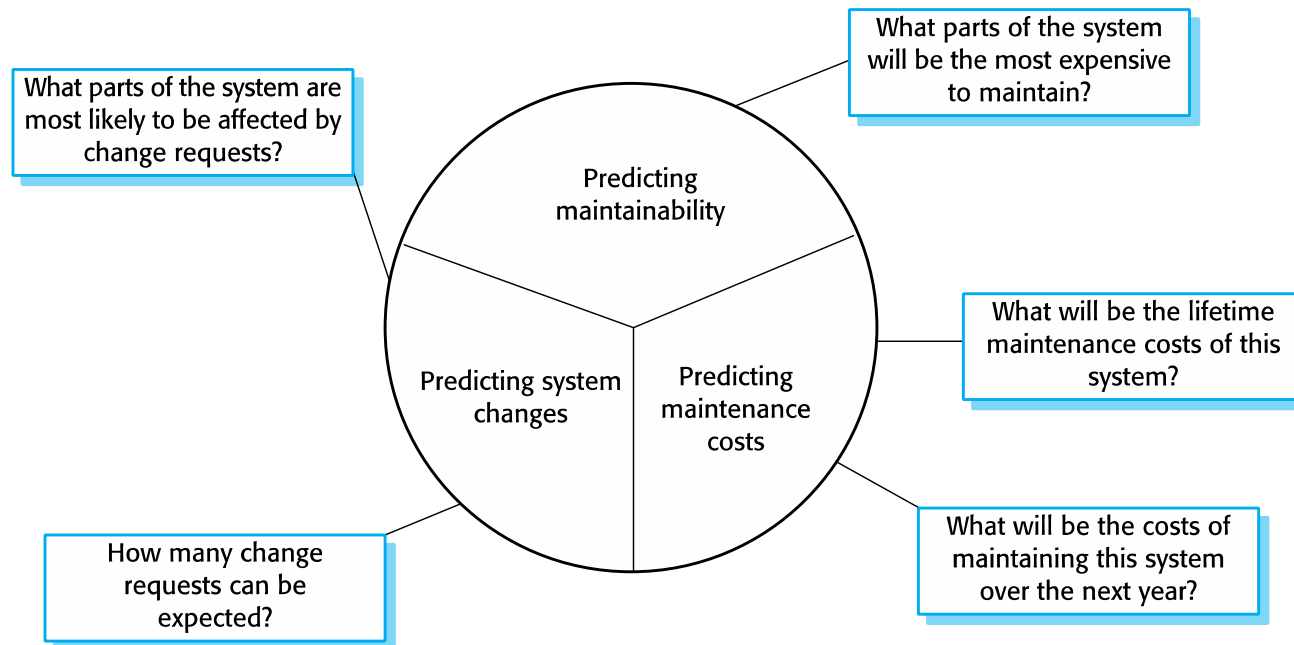 What parts of the system
will be the most expensive
to maintain?
What parts of the system are
most likely to be affected by
change requests?
Predicting
maintainability
What will be the lifetime
maintenance costs of this
system?
Predicting system
changes
Predicting
maintenance
costs
How many change
requests can be
expected?
What will be the costs of
maintaining this system
over the next year?